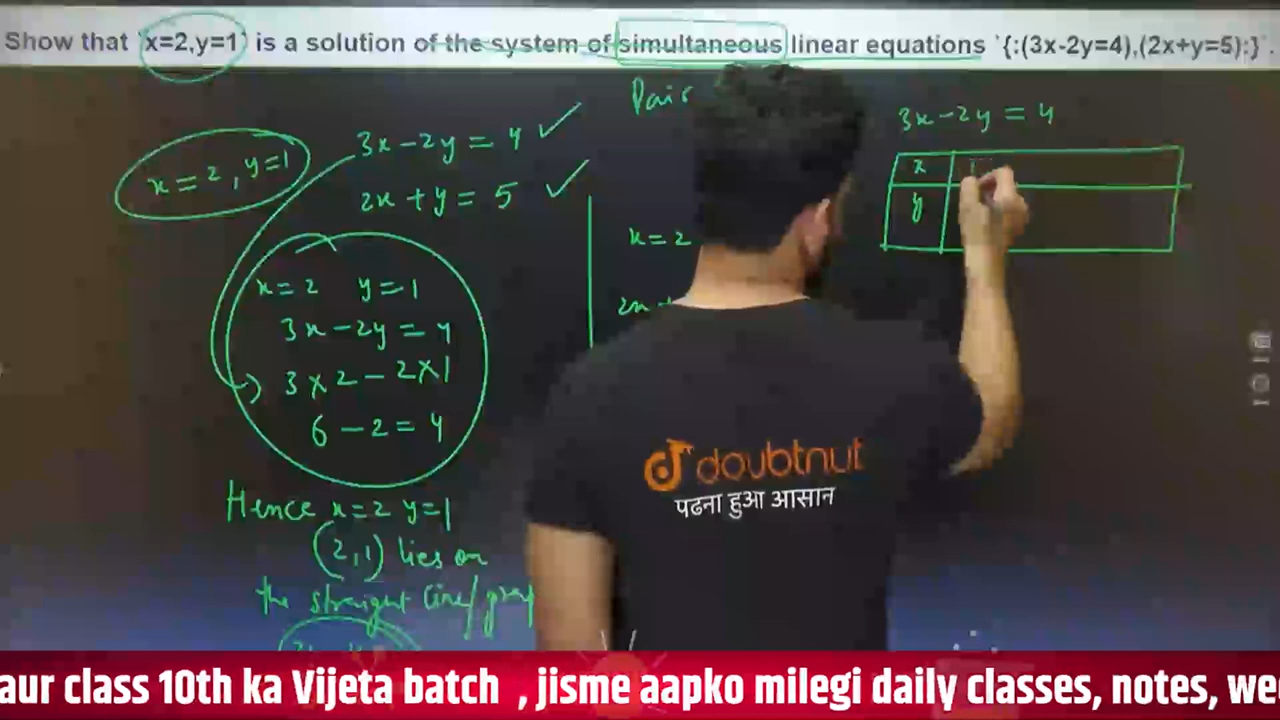 Show that `x=2,y=1` is a solution of the system of simultaneous linear equations `{:(3x-2y=4),(2x+y=5):}`.
x = 2 , y = 1
3x - 2y = 4 ✓
2x + y = 5 ✓
x = 2 y = 1
3x - 2y = 4
3 × 2 - 2 × 1
6 - 2 = 4
Hence x = 2 y = 1
(2,1) lies on
the straight line/grap
Pair
x = 2
2x +
3x - 2y = 4
x
y
doubtnut
पढना हुआ आसान
aur class 10th ka Vijeta batch , jisme aapko milegi daily classes, notes, we